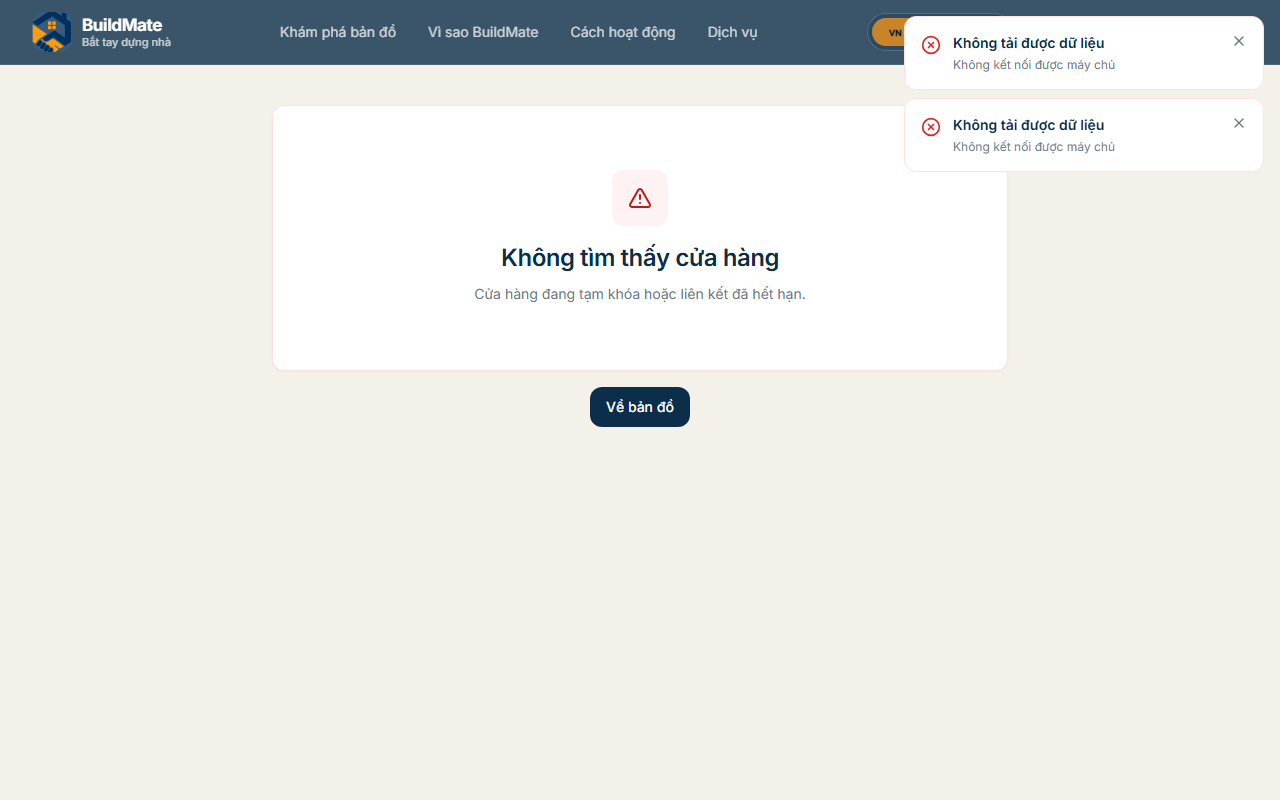 BuildMate
Bắt tay dựng nhà
Khám phá bản đồ
Vì sao BuildMate
Cách hoạt động
Dịch vụ
VN
Không tải được dữ liệu
Không kết nối được máy chủ
Không tải được dữ liệu
Không kết nối được máy chủ
Không tìm thấy cửa hàng
Cửa hàng đang tạm khóa hoặc liên kết đã hết hạn.
Về bản đồ